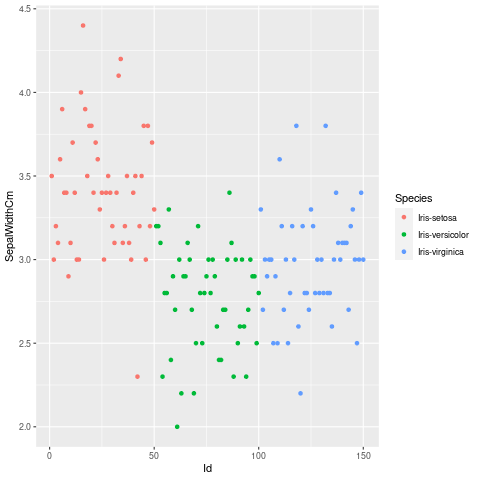 4.5
4.0
3.5
3.0
2.5
2.0
SepalWidthCm
0
50
100
150
Id
Species
Iris-setosa
Iris-versicolor
Iris-virginica